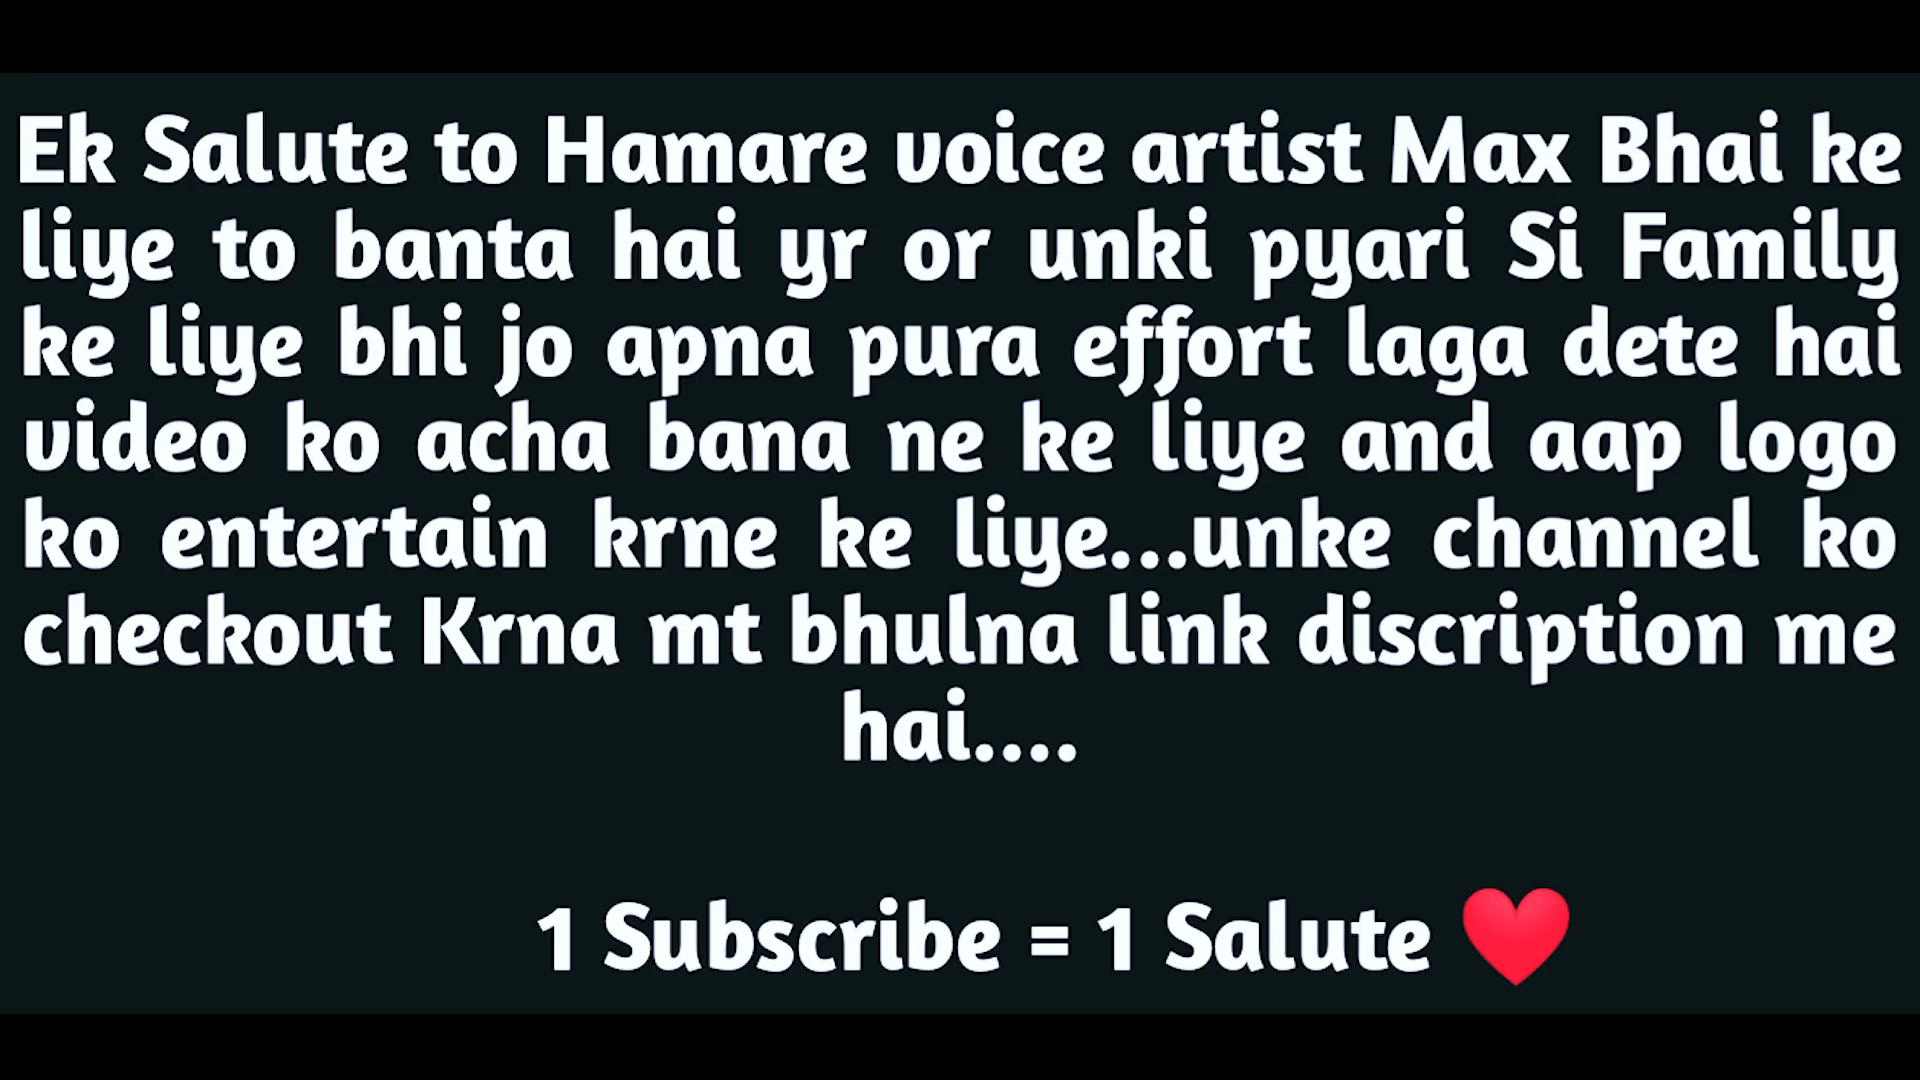 Ek Salute to Hamare voice artist Max Bhai ke
liye to banta hai yr or unki pyari Si Family
ke liye bhi jo apna pura effort laga dete hai
video ko acha bana ne ke liye and aap logo
ko entertain krne ke liye...unke channel ko
checkout Krna mt bhulna link discription me
hai....
1 Subscribe = 1 Salute ❤️